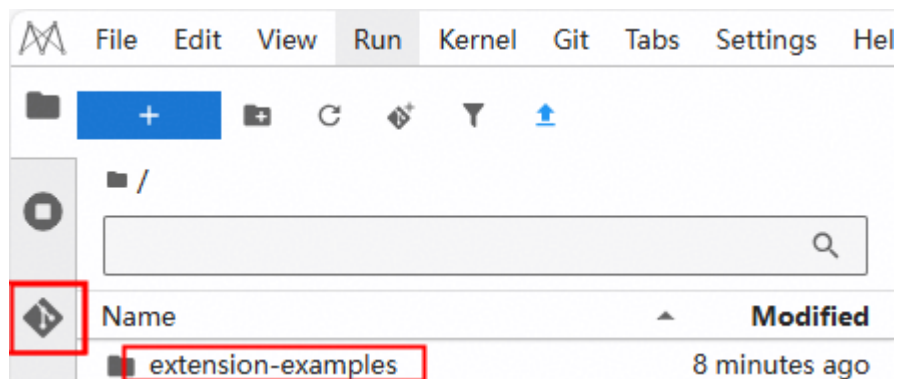 File Edit View Run Kernel Git Tabs Settings Hel
/
Name Modified
extension-examples 8 minutes ago